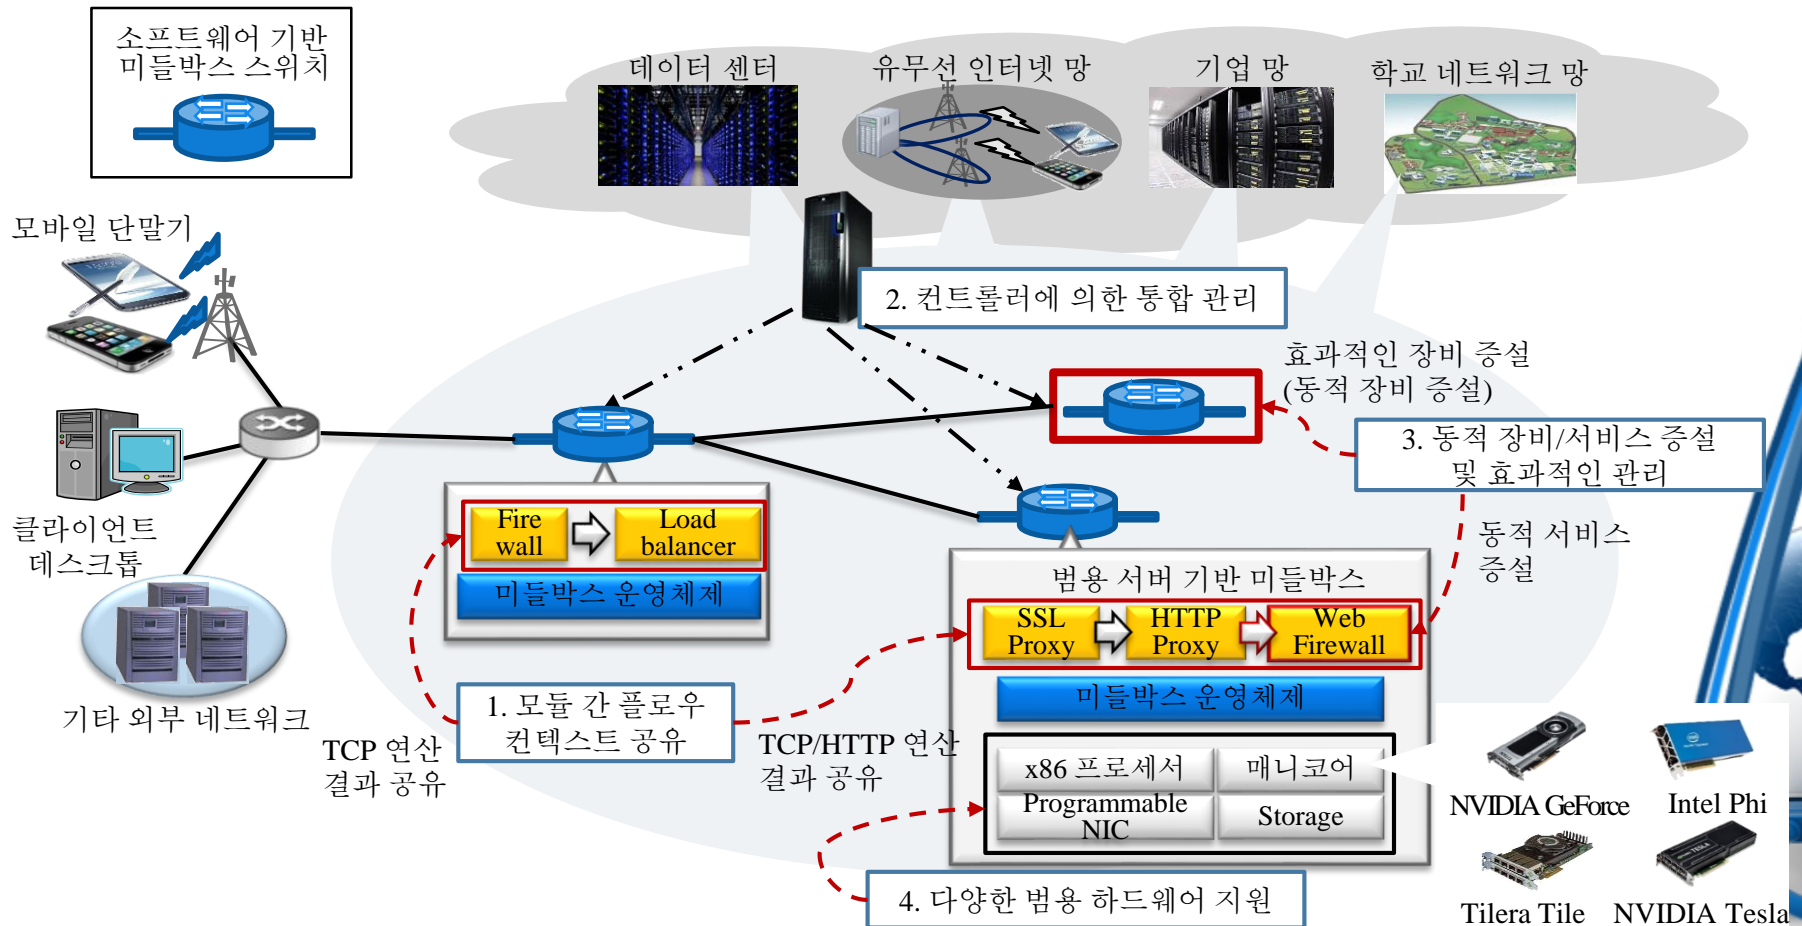 소프트웨어 기반
미들박스 스위치
데이터 센터
유무선 인터넷 망
기업 망
학교 네트워크 망
모바일 단말기
2. 컨트롤러에 의한 통합 관리
효과적인 장비 증설
(동적 장비 증설)
3. 동적 장비/서비스 증설
및 효과적인 관리
클라이언트
데스크톱
Fire
wall
Load
balancer
미들박스 운영체제
동적 서비스
증설
범용 서버 기반 미들박스
SSL
Proxy
HTTP
Proxy
Web
Firewall
미들박스 운영체제
기타 외부 네트워크
1. 모듈 간 플로우
컨텍스트 공유
TCP 연산
결과 공유
TCP/HTTP 연산
결과 공유
x86 프로세서
매니코어
Programmable
NIC
Storage
NVIDIA GeForce
Intel Phi
4. 다양한 범용 하드웨어 지원
Tilera Tile
NVIDIA Tesla